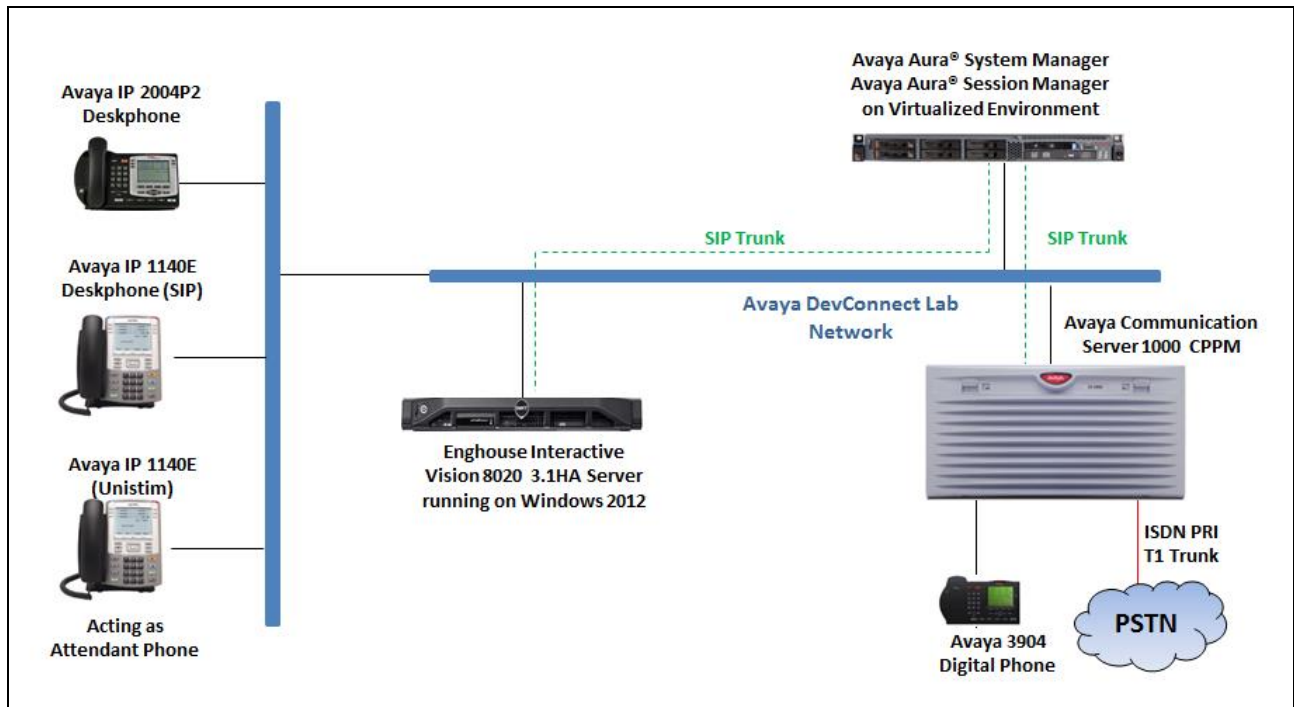 Avaya IP 2004P2
Deskphone
Avaya IP 1140E
Deskphone (SIP)
Avaya IP 1140E
(Unistim)
Acting as
Attendant Phone
Avaya Aura® System Manager
Avaya Aura® Session Manager
on Virtualized Environment
SIP Trunk
SIP Trunk
Avaya DevConnect Lab
Network
Enghouse Interactive
Vision 8020 3.1HA Server
running on Windows 2012
Avaya Communication
Server 1000 CPPM
ISDN PRI
T1 Trunk
Avaya 3904
Digital Phone
PSTN